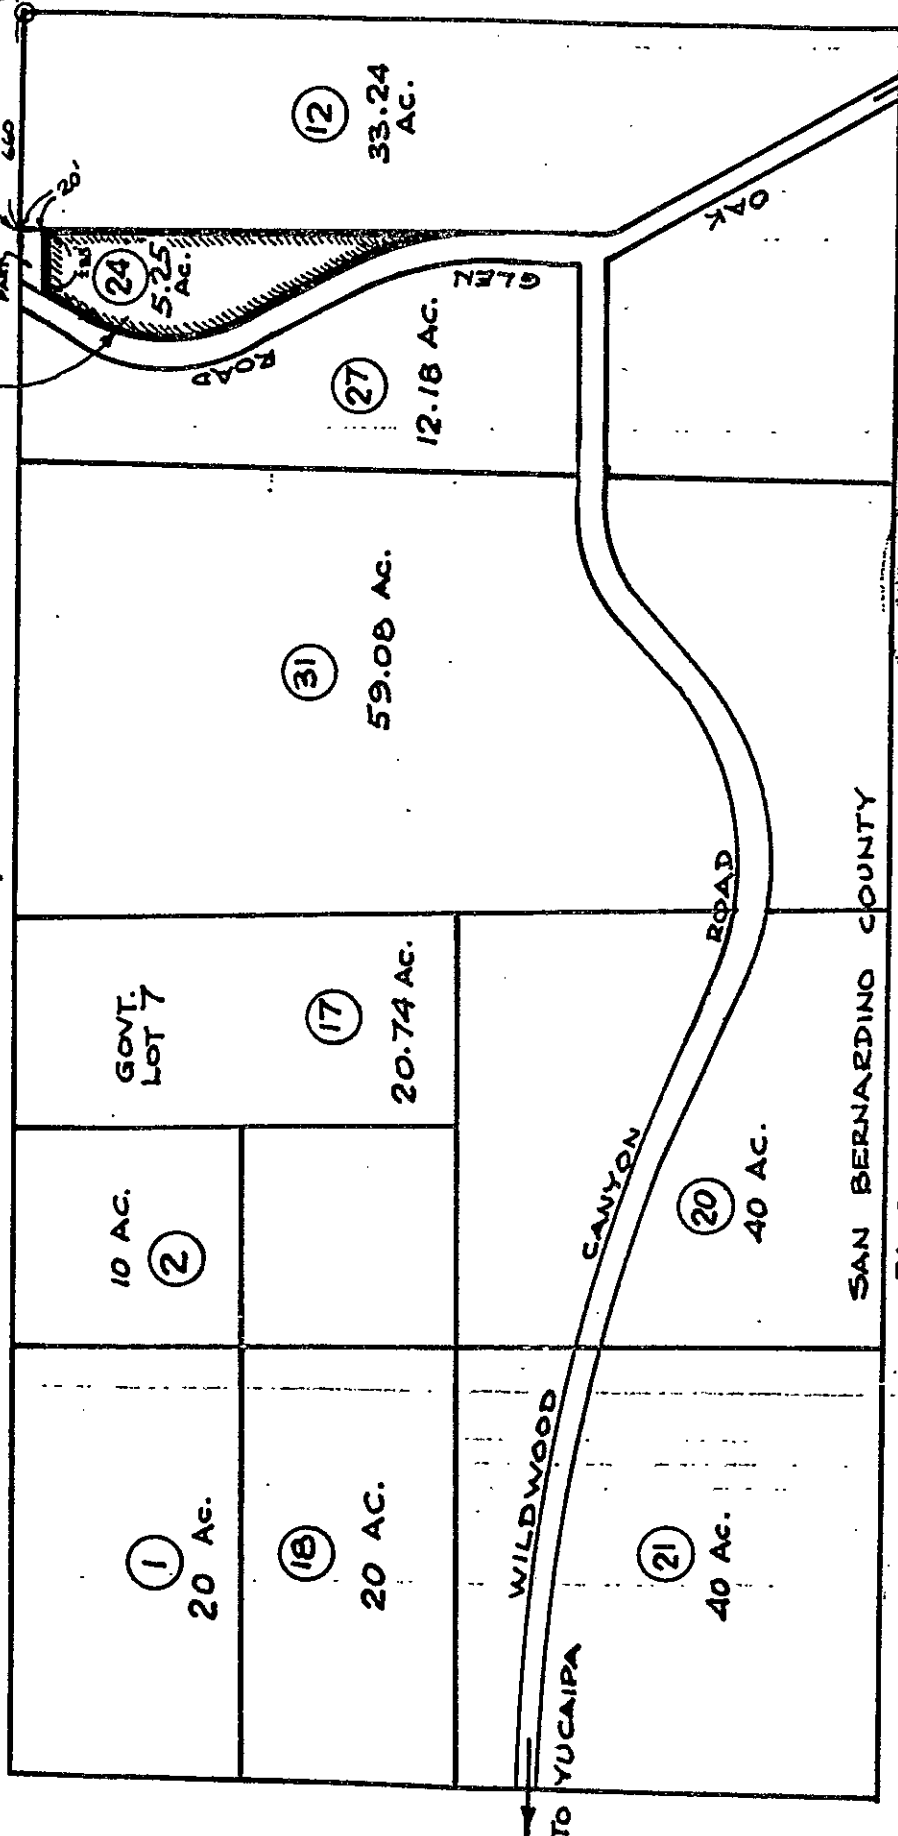 660
20'
PART
12
33.24
AC.
24
5.25
AC.
OAK
GLEN
ROAD
27
12.18 AC.
31
59.08 AC.
GOVT.
LOT 7
17
20.74 AC.
10 AC.
2
1
20 AC.
18
20 AC.
20
40 AC.
21
40 AC.
WILDWOOD
CANYON
ROAD
TO YUCAIPA
SAN BERNARDINO COUNTY